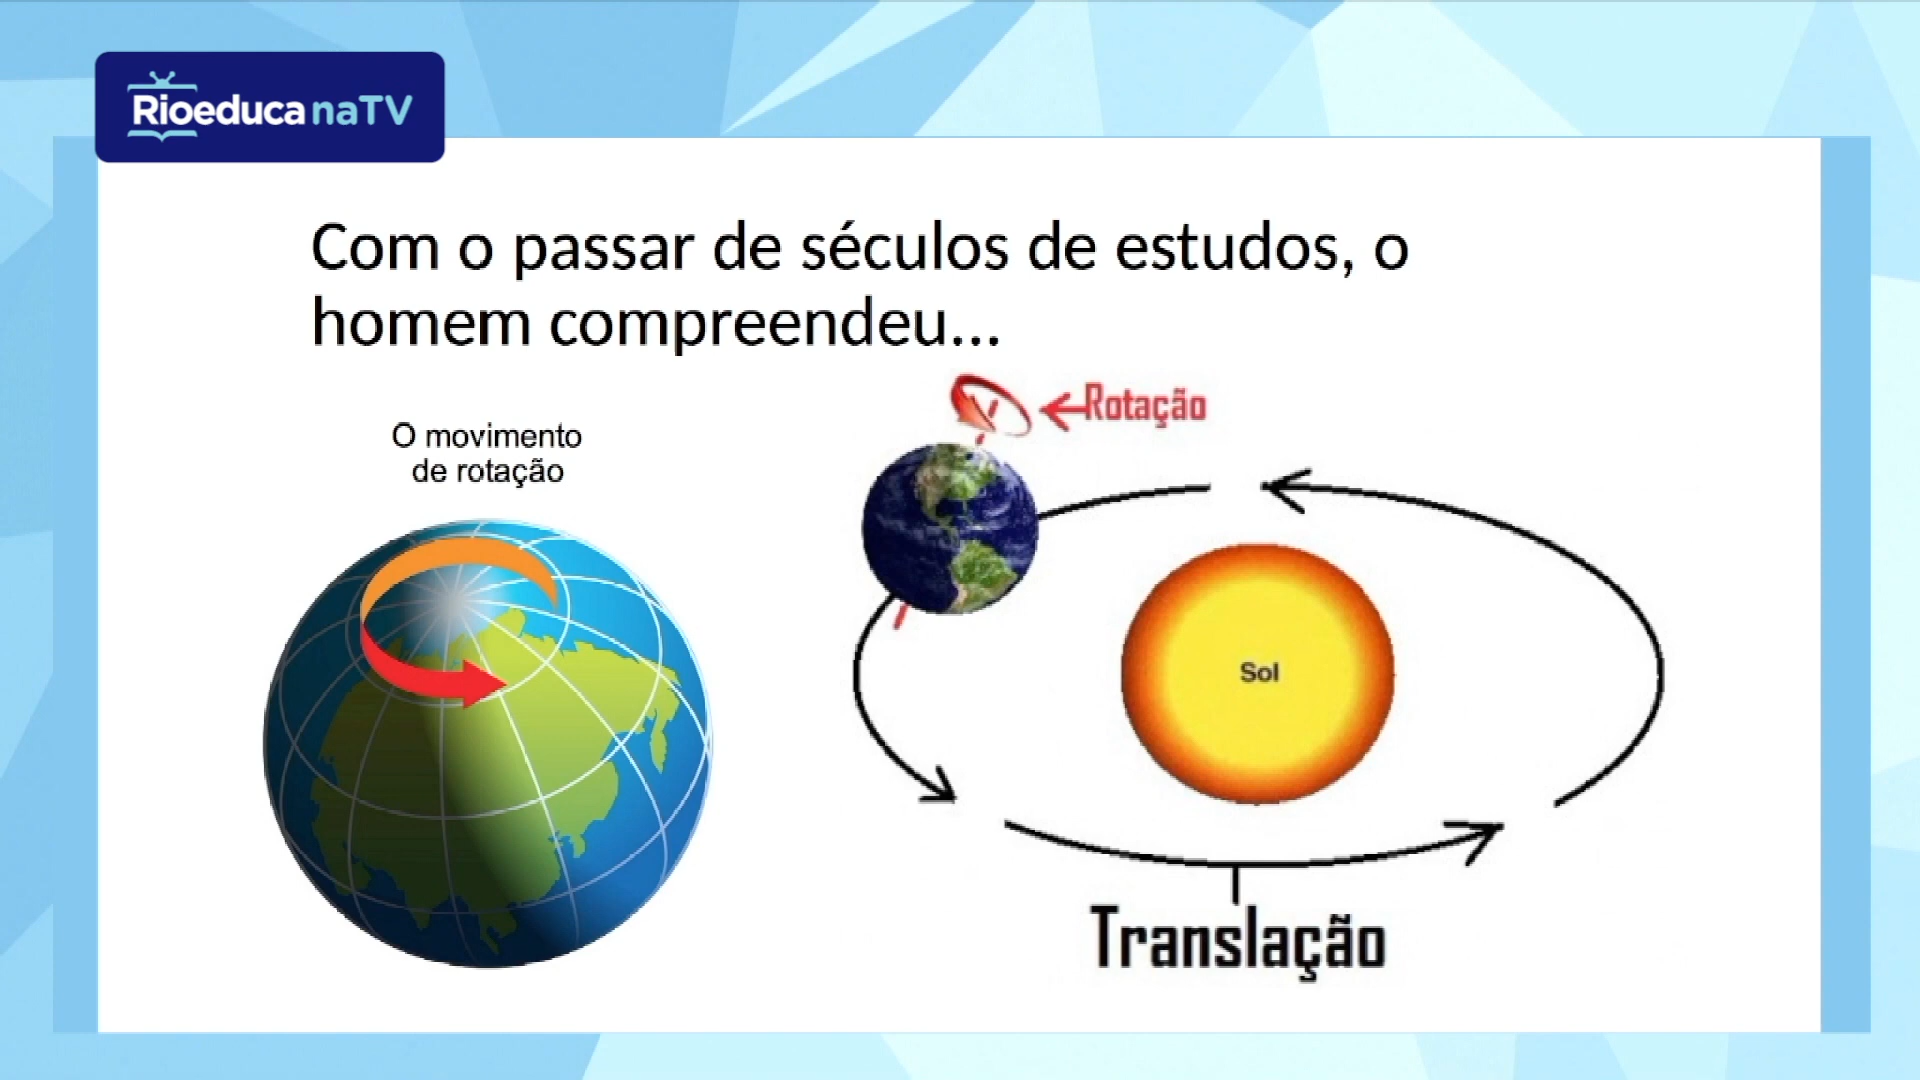 Rioeduca naTV
Com o passar de séculos de estudos, o
homem compreendeu...
O movimento
de rotação
Rotação
Sol
Translação